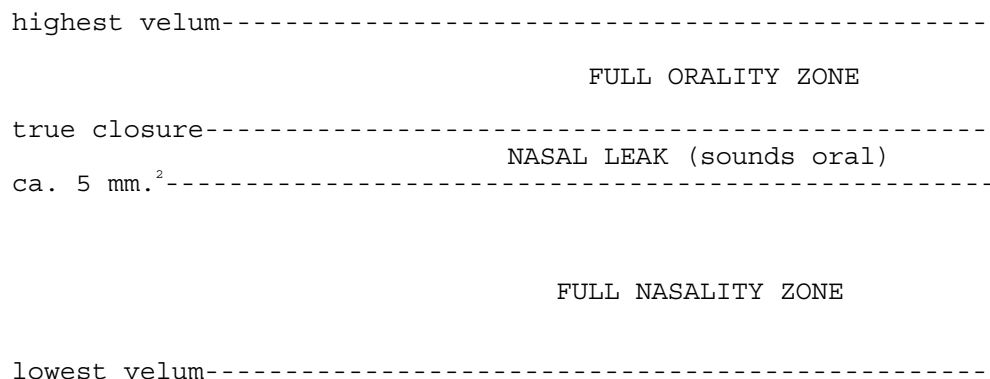 highest velum------------------------------------------------
FULL ORALITY ZONE
true closure-------------------------------------------------
NASAL LEAK (sounds oral)
ca. 5 mm.²----------------------------------------------------
FULL NASALITY ZONE
lowest velum-------------------------------------------------